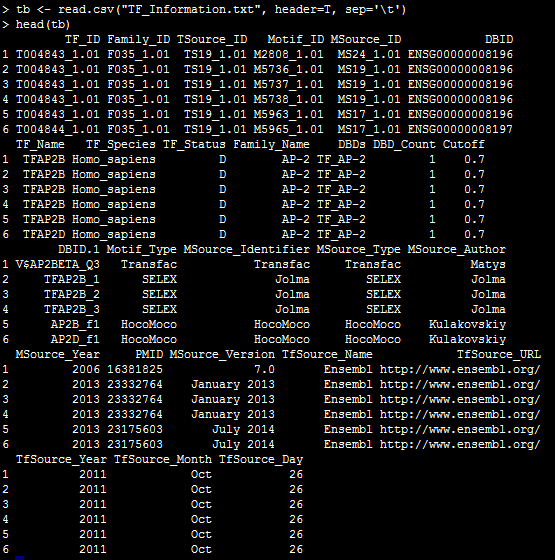 > tb <- read.csv("TF_Information.txt", header=T, sep='\t')
> head(tb)
TF_ID Family_ID TSource_ID Motif_ID MSource_ID DBID
1 T004843_1.01 F035_1.01 TS19_1.01 M2808_1.01 MS24_1.01 ENSG00000008196
2 T004843_1.01 F035_1.01 TS19_1.01 M5736_1.01 MS19_1.01 ENSG00000008196
3 T004843_1.01 F035_1.01 TS19_1.01 M5737_1.01 MS19_1.01 ENSG00000008196
4 T004843_1.01 F035_1.01 TS19_1.01 M5738_1.01 MS19_1.01 ENSG00000008196
5 T004843_1.01 F035_1.01 TS19_1.01 M5963_1.01 MS17_1.01 ENSG00000008196
6 T004844_1.01 F035_1.01 TS19_1.01 M5965_1.01 MS17_1.01 ENSG00000008197
TF_Name TF_Species TF_Status Family_Name DBDs DBD_Count Cutoff
1 TFAP2B Homo_sapiens D AP-2 TF_AP-2 1 0.7
2 TFAP2B Homo_sapiens D AP-2 TF_AP-2 1 0.7
3 TFAP2B Homo_sapiens D AP-2 TF_AP-2 1 0.7
4 TFAP2B Homo_sapiens D AP-2 TF_AP-2 1 0.7
5 TFAP2B Homo_sapiens D AP-2 TF_AP-2 1 0.7
6 TFAP2D Homo_sapiens D AP-2 TF_AP-2 1 0.7
DBID.1 Motif_Type MSource_Identifier MSource_Type MSource_Author
1 V$AP2BETA_Q3 Transfac Transfac Transfac Matys
2 TFAP2B_1 SELEX Jolma SELEX Jolma
3 TFAP2B_2 SELEX Jolma SELEX Jolma
4 TFAP2B_3 SELEX Jolma SELEX Jolma
5 AP2B_f1 HocoMoco HocoMoco HocoMoco Kulakovskiy
6 AP2D_f1 HocoMoco HocoMoco HocoMoco Kulakovskiy
MSource_Year PMID MSource_Version TfSource_Name TfSource_URL
1 2006 16381825 7.0 Ensembl http://www.ensembl.org/
2 2013 23332764 January 2013 Ensembl http://www.ensembl.org/
3 2013 23332764 January 2013 Ensembl http://www.ensembl.org/
4 2013 23332764 January 2013 Ensembl http://www.ensembl.org/
5 2013 23175603 July 2014 Ensembl http://www.ensembl.org/
6 2013 23175603 July 2014 Ensembl http://www.ensembl.org/
TfSource_Year TfSource_Month TfSource_Day
1 2011 Oct 26
2 2011 Oct 26
3 2011 Oct 26
4 2011 Oct 26
5 2011 Oct 26
6 2011 Oct 26